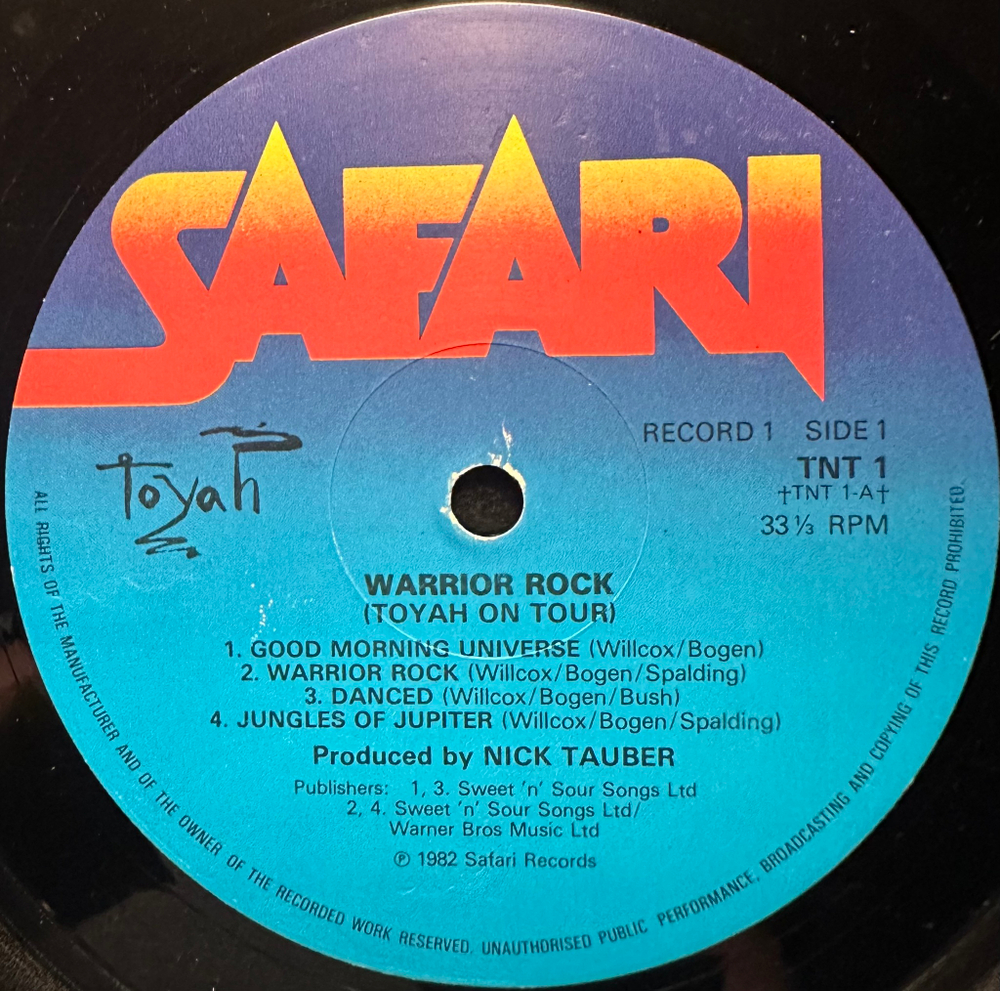 SAFARI
RECORD 1 SIDE 1
TNT 1
†TNT 1-A†
33 ⅓ RPM
Toyah
WARRIOR ROCK
(TOYAH ON TOUR)
1. GOOD MORNING UNIVERSE (Willcox/Bogen)
2. WARRIOR ROCK (Willcox/Bogen/Spalding)
3. DANCED (Willcox/Bogen/Bush)
4. JUNGLES OF JUPITER (Willcox/Bogen/Spalding)
Produced by NICK TAUBER
Publishers: 1, 3. Sweet 'n' Sour Songs Ltd
2, 4. Sweet 'n' Sour Songs Ltd/
Warner Bros Music Ltd
℗ 1982 Safari Records
ALL RIGHTS OF THE MANUFACTURER AND OF THE OWNER OF THE RECORDED WORK RESERVED. UNAUTHORISED PUBLIC PERFORMANCE, BROADCASTING AND COPYING OF THIS RECORD PROHIBITED.